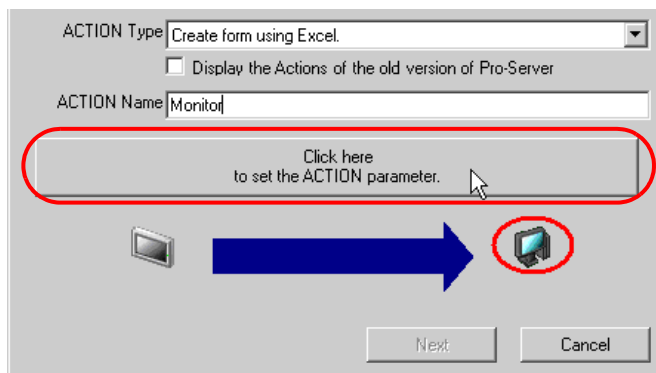 ACTION Type Create form using Excel.
Display the Actions of the old version of Pro-Server
ACTION Name Monitor
Click here
to set the ACTION parameter.
Next Cancel